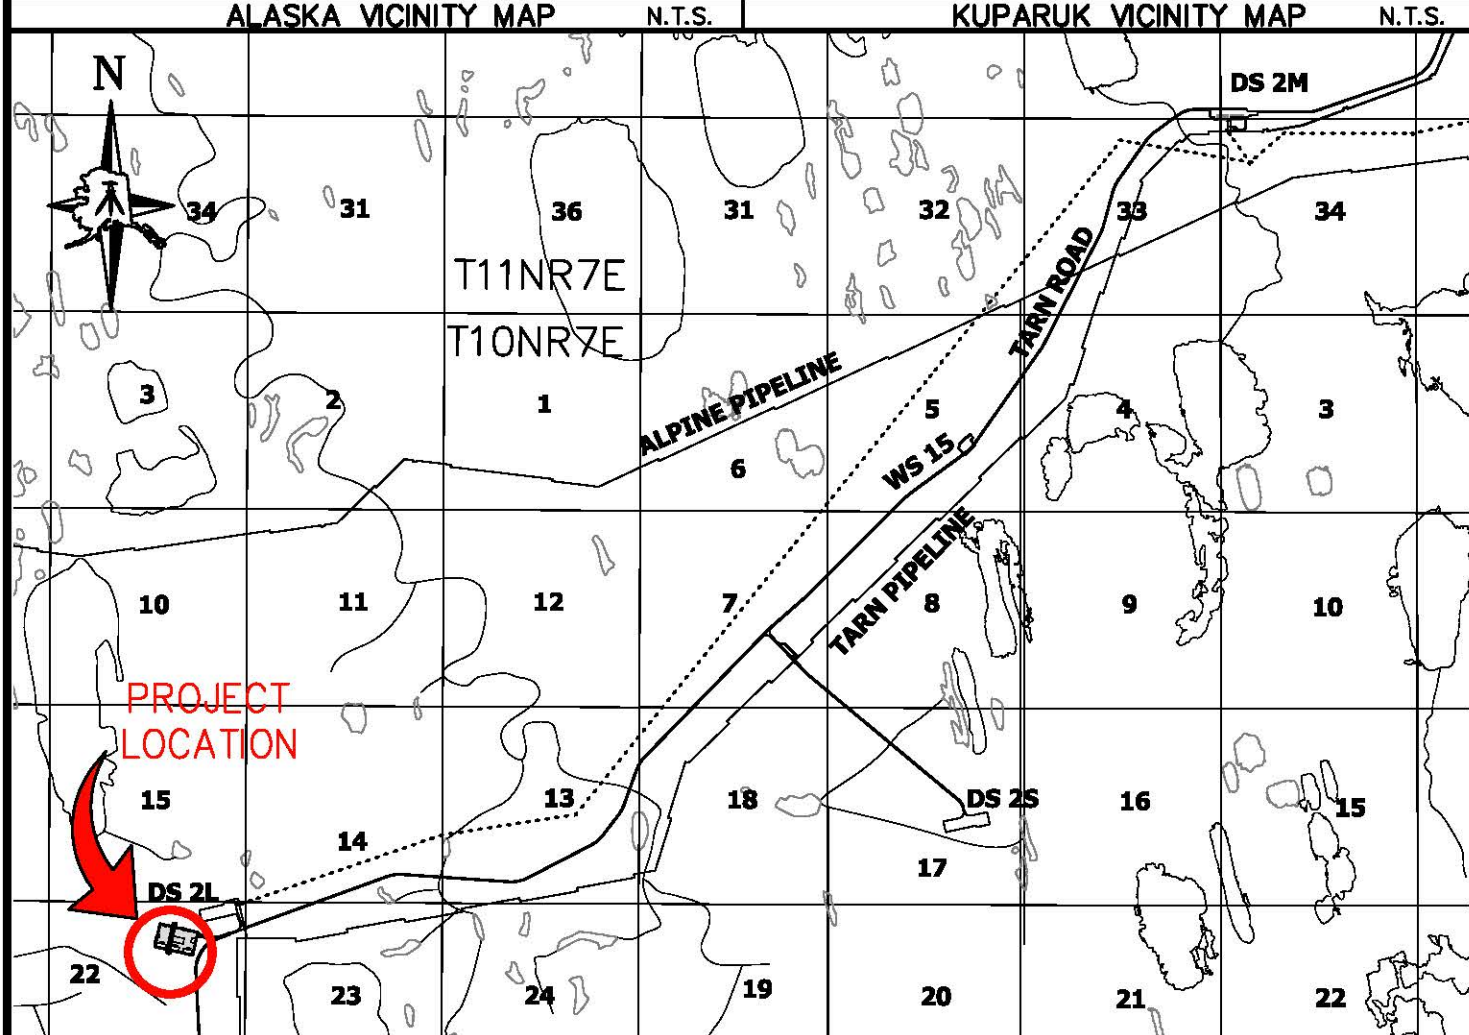 ALASKA VICINITY MAP N.T.S. KUPARUK VICINITY MAP N.T.S.
DS 2M
N
34 31 36 31 32 33 34
T11NR7E
TARN ROAD
T10NR7E
ALPINE PIPELINE
3 2 1 5 4 3
WS 15
6
TARN PIPELINE
10 11 12 7 8 9 10
PROJECT
LOCATION
15 13 18 DS 2S 16 15
14 17
DS 2L
22 23 24 19 20 21 22